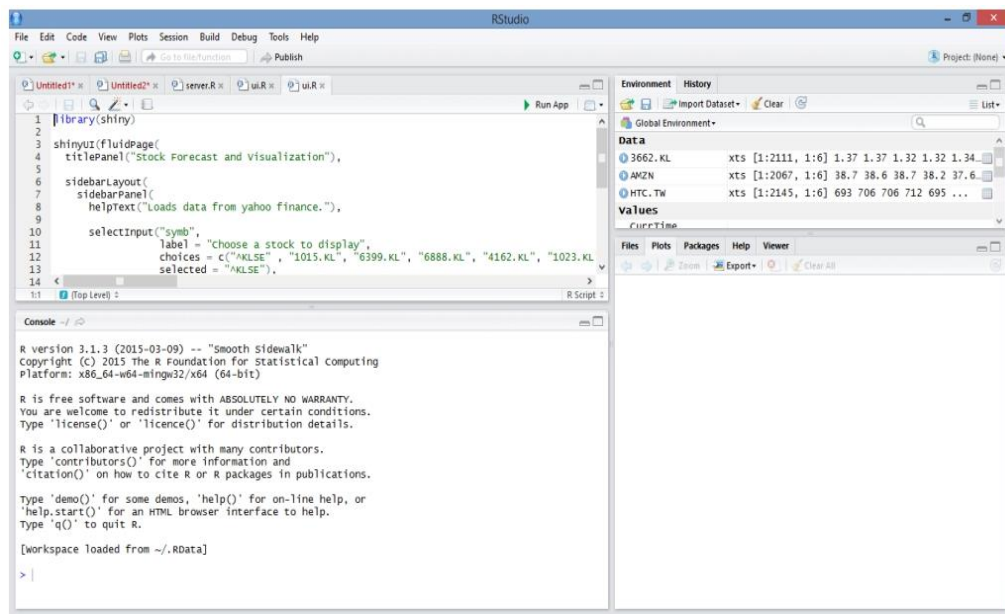 RStudio
File Edit Code View Plots Session Build Debug Tools Help
Go to file/function Publish Project: (None)
Untitled1* Untitled2* server.R ui.R ui.R
Run App
1 library(shiny)
2
3 shinyUI(fluidPage(
4 titlePanel("Stock Forecast and Visualization"),
5
6 sidebarLayout(
7 sidebarPanel(
8 helpText("Loads data from yahoo finance."),
9
10 selectInput("symb",
11 label = "Choose a stock to display",
12 choices = c("^KLSE" , "1015.KL", "6399.KL", "6888.KL", "4162.KL", "1023.KL
13 selected = "^KLSE"),
14
1:1 (Top Level) R Script
Console ~/
R version 3.1.3 (2015-03-09) -- "Smooth Sidewalk"
Copyright (C) 2015 The R Foundation for Statistical Computing
Platform: x86_64-w64-mingw32/x64 (64-bit)
R is free software and comes with ABSOLUTELY NO WARRANTY.
You are welcome to redistribute it under certain conditions.
Type 'license()' or 'licence()' for distribution details.
R is a collaborative project with many contributors.
Type 'contributors()' for more information and
'citation()' on how to cite R or R packages in publications.
Type 'demo()' for some demos, 'help()' for on-line help, or
'help.start()' for an HTML browser interface to help.
Type 'q()' to quit R.
[Workspace loaded from ~/.RData]
>
Environment History
Import Dataset Clear List
Global Environment
Data
3662.KL xts [1:2111, 1:6] 1.37 1.37 1.32 1.32 1.34...
AMZN xts [1:2067, 1:6] 38.7 38.6 38.7 38.2 37.6...
HTC.TW xts [1:2145, 1:6] 693 706 706 712 695 ...
Values
CurrTime
Files Plots Packages Help Viewer
Zoom Export Clear All